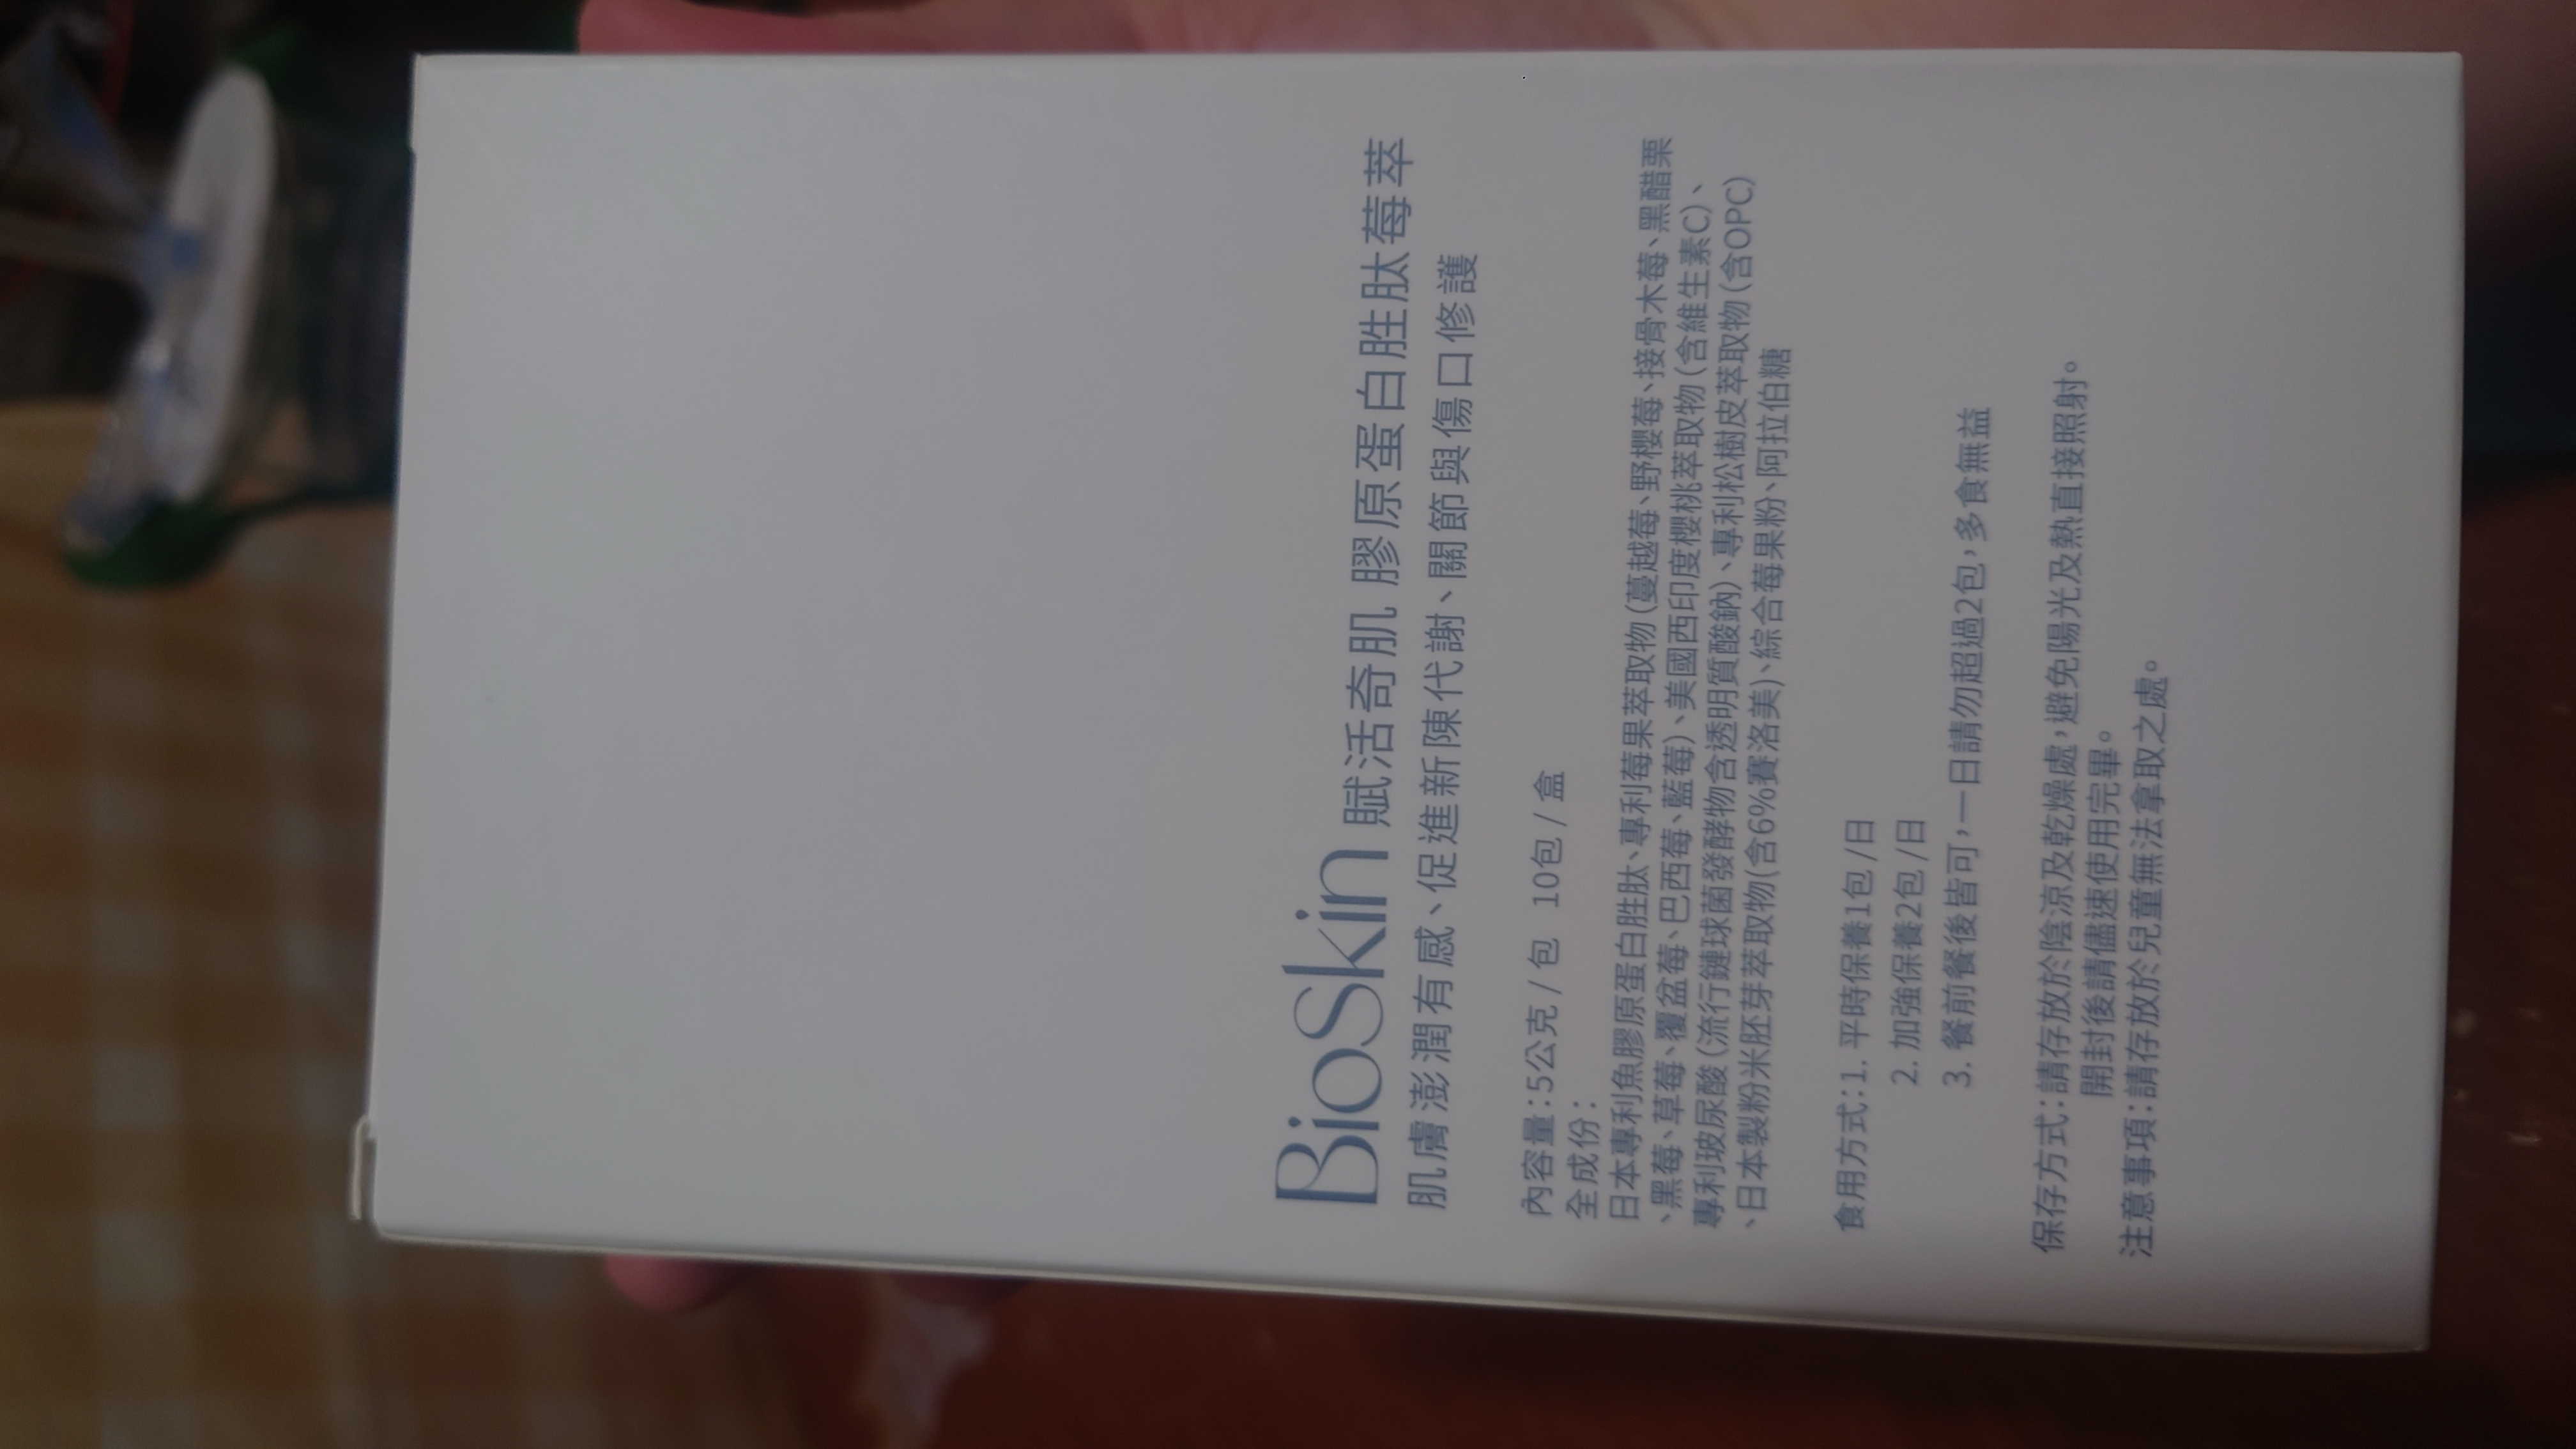 BioSkin 賦活奇肌 膠原蛋白胜肽莓萃
肌膚澎潤有感、促進新陳代謝、關節與傷口修護
內容量：5公克 / 包 10包 / 盒
全成份：
日本專利魚膠原蛋白胜肽、專利莓果萃取物（蔓越莓、野櫻莓、接骨木莓、黑醋栗
、黑莓、草莓、覆盆莓、巴西莓、藍莓）、美國西印度櫻桃萃取物（含維生素C）、
專利玻尿酸（流行鏈球菌發酵物含透明質酸鈉）、專利松樹皮萃取物（含OPC）
、日本製粉米胚芽萃取物(含6%賽洛美)、綜合莓果粉、阿拉伯糖
食用方式：1. 平時保養1包 /日
2. 加強保養2包 /日
3. 餐前餐後皆可，一日請勿超過2包，多食無益
保存方式：請存放於陰涼及乾燥處，避免陽光及熱直接照射。
開封後請儘速使用完畢。
注意事項：請存放於兒童無法拿取之處。